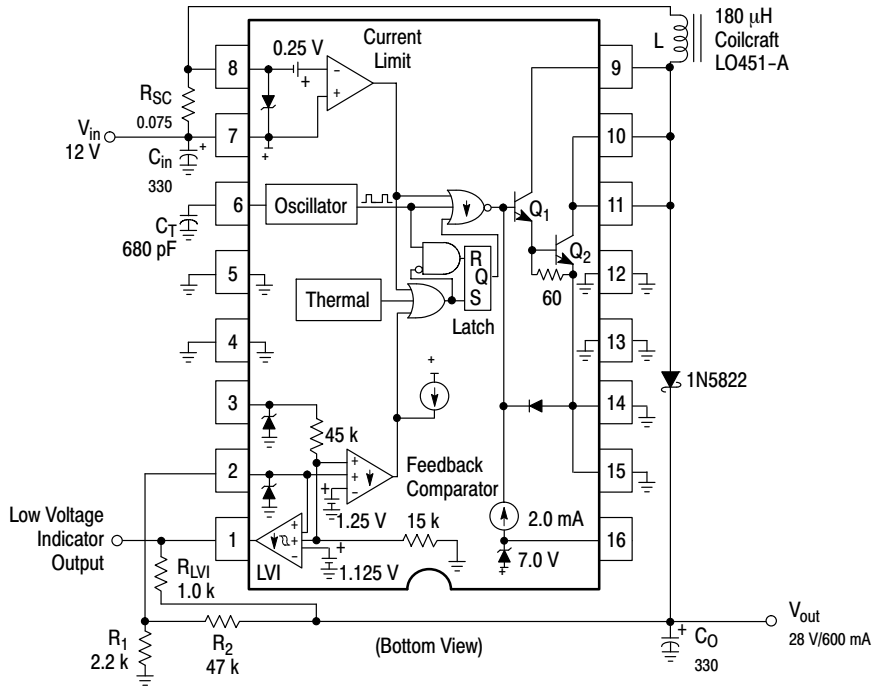 180 μH
Coilcraft
LO451-A
L
Current
Limit
0.25 V
8
9
-
+
+
RSC
0.075
Vin
12 V
7
+
Cin
330
+
10
6
Oscillator
CT
680 pF
Q1
11
Q2
5
R
Q
S
60
12
Thermal
Latch
4
13
+
1N5822
3
14
45 k
2
+
+
-
Feedback
Comparator
15
+
1.25 V
15 k
2.0 mA
Low Voltage
Indicator
Output
1
+
+
-
+
16
LVI
1.125 V
7.0 V
+
RLVI
1.0 k
Vout
28 V/600 mA
R1
2.2 k
R2
47 k
(Bottom View)
+
CO
330